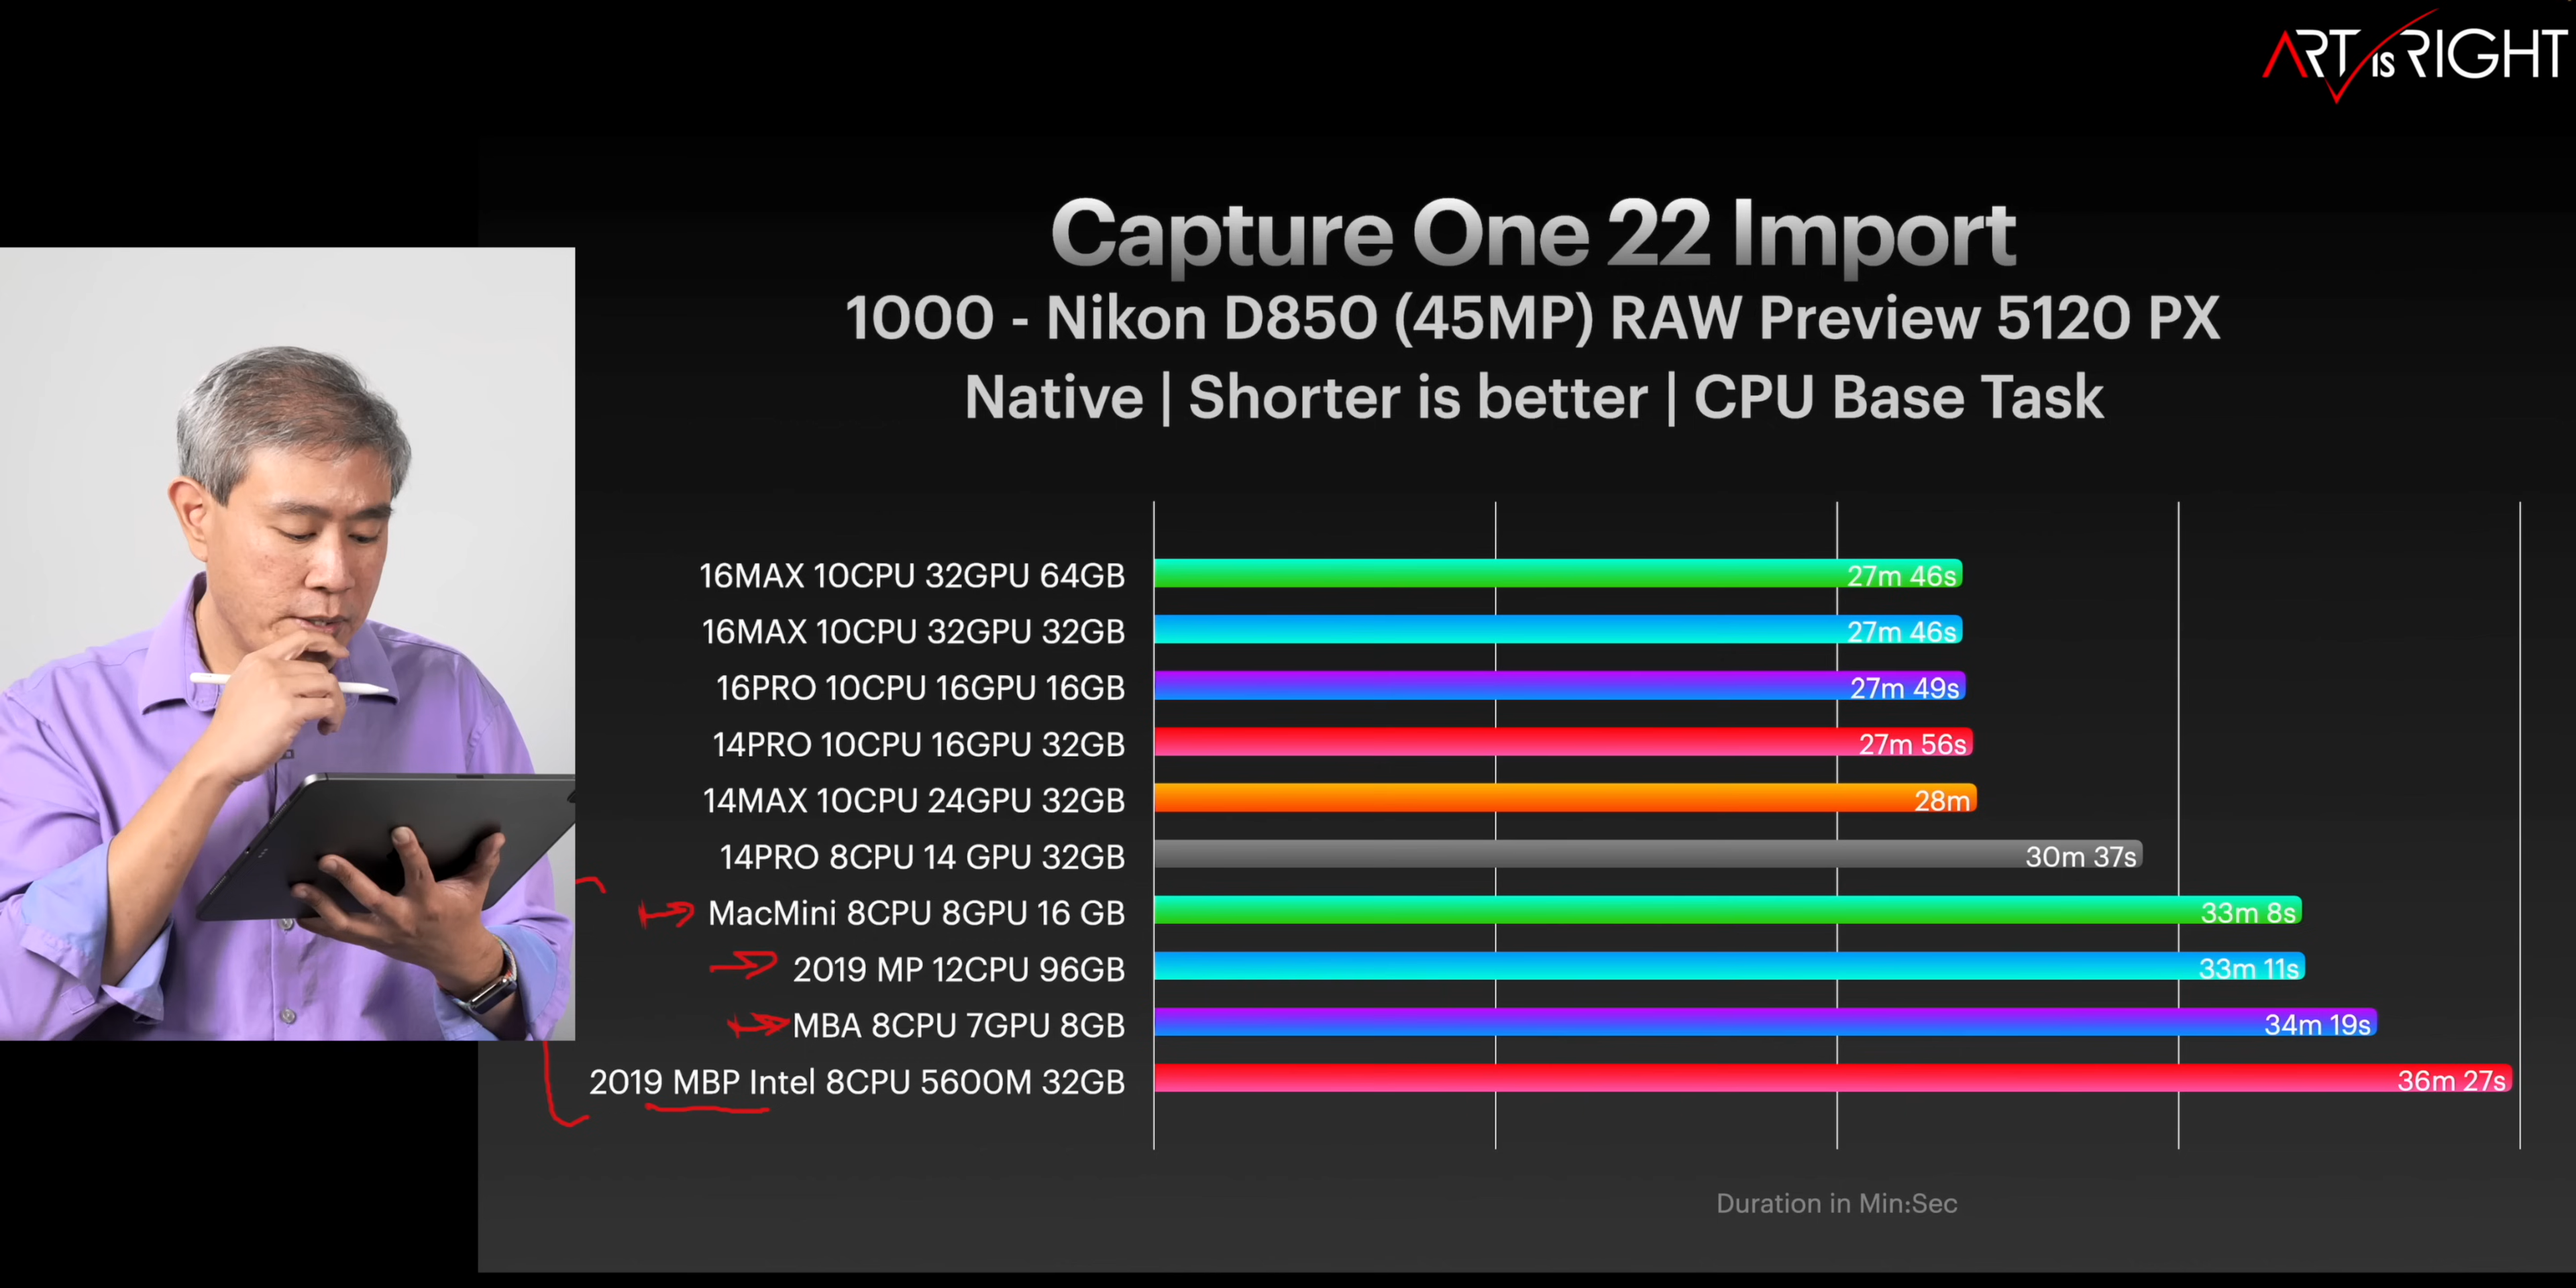 ART is RIGHT
Capture One 22 Import
1000 - Nikon D850 (45MP) RAW Preview 5120 PX
Native | Shorter is better | CPU Base Task
16MAX 10CPU 32GPU 64GB 27m 46s
16MAX 10CPU 32GPU 32GB 27m 46s
16PRO 10CPU 16GPU 16GB 27m 49s
14PRO 10CPU 16GPU 32GB 27m 56s
14MAX 10CPU 24GPU 32GB 28m
14PRO 8CPU 14 GPU 32GB 30m 37s
MacMini 8CPU 8GPU 16 GB 33m 8s
2019 MP 12CPU 96GB 33m 11s
MBA 8CPU 7GPU 8GB 34m 19s
2019 MBP Intel 8CPU 5600M 32GB 36m 27s
Duration in Min:Sec